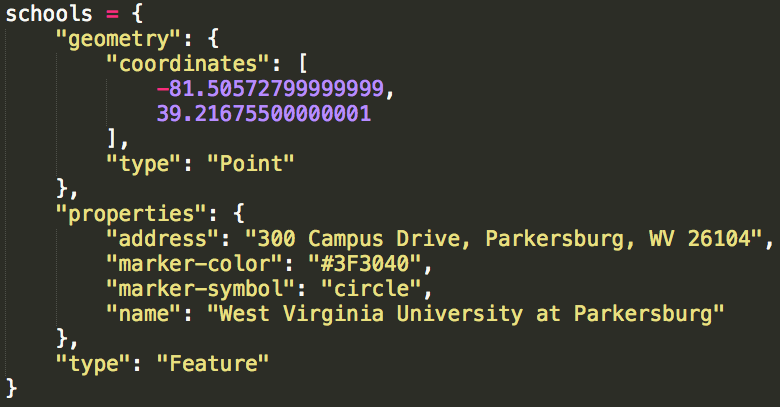 schools = {
    "geometry": {
        "coordinates": [
            -81.50572799999999,
            39.21675500000001
        ],
        "type": "Point"
    },
    "properties": {
        "address": "300 Campus Drive, Parkersburg, WV 26104",
        "marker-color": "#3F3040",
        "marker-symbol": "circle",
        "name": "West Virginia University at Parkersburg"
    },
    "type": "Feature"
}